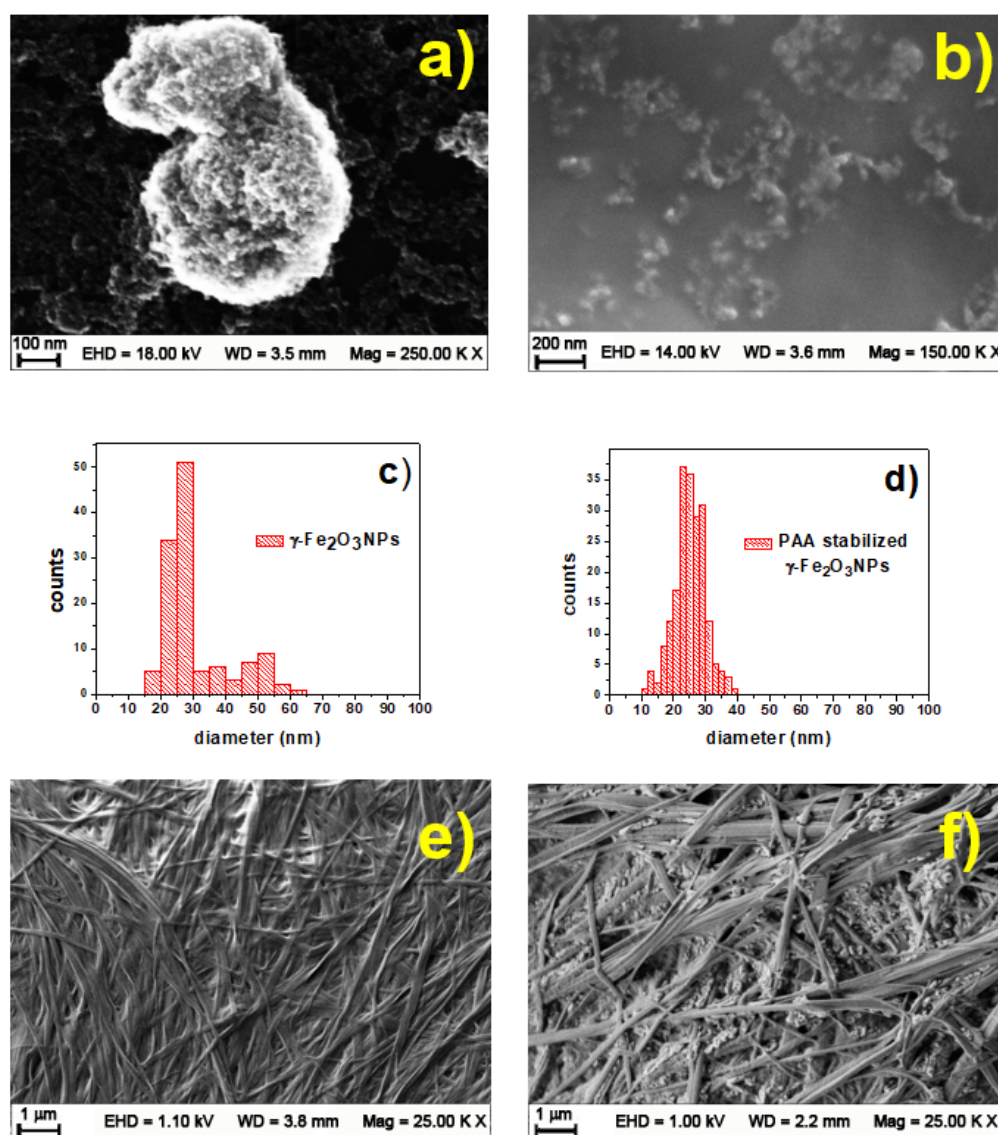 a)
100 nm EHD = 18.00 kV WD = 3.5 mm Mag = 250.00 K X
b)
200 nm EHD = 14.00 kV WD = 3.6 mm Mag = 150.00 K X
c)
50
40
30
20
10
0
counts
γ-Fe₂O₃NPs
0 10 20 30 40 50 60 70 80 90 100
diameter (nm)
d)
35
30
25
20
15
10
5
0
counts
PAA stabilized
γ-Fe₂O₃NPs
0 10 20 30 40 50 60 70 80 90 100
diameter (nm)
e)
1 µm EHD = 1.10 kV WD = 3.8 mm Mag = 25.00 K X
f)
1 µm EHD = 1.00 kV WD = 2.2 mm Mag = 25.00 K X